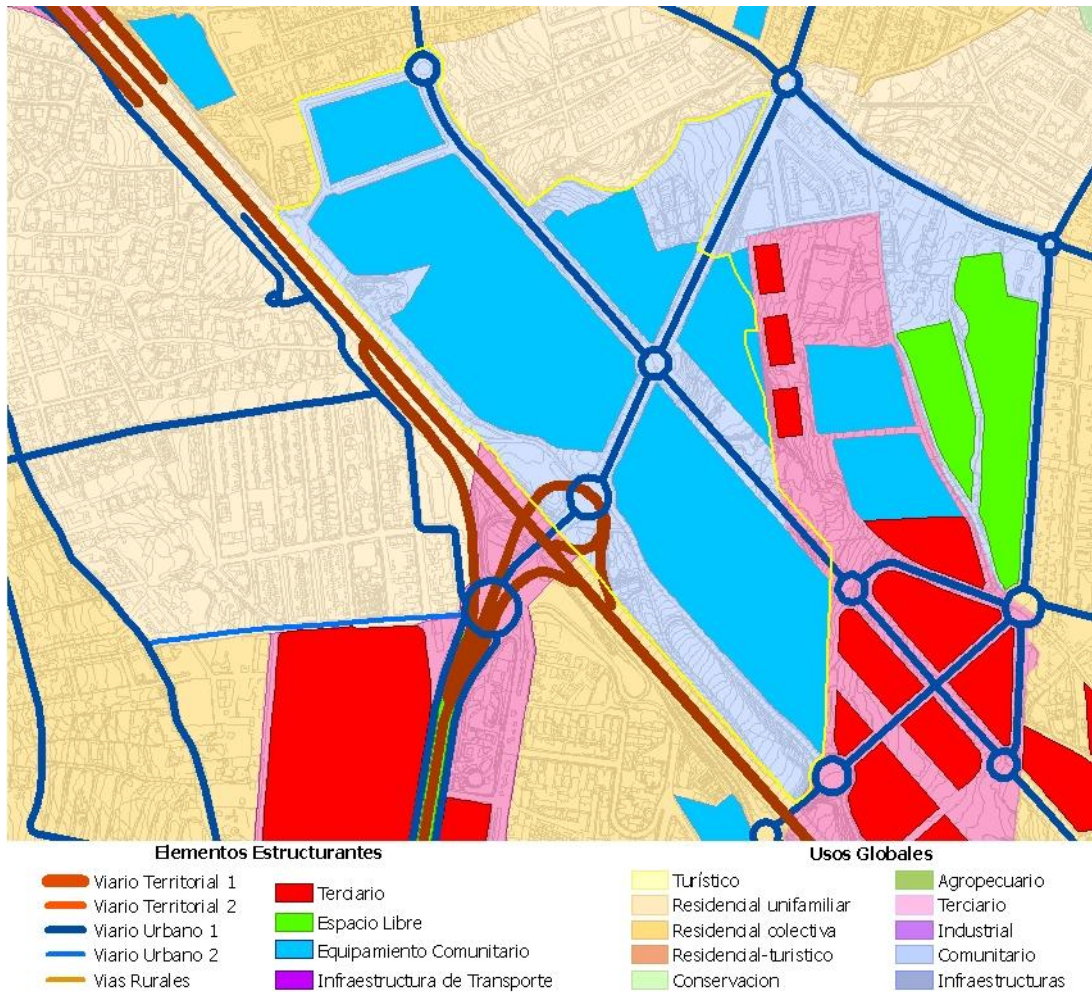 Elementos Estructurantes
Viario Territorial 1
Viario Territorial 2
Viario Urbano 1
Viario Urbano 2
Vias Rurales
Terciario
Espacio Libre
Equipamiento Comunitario
Infraestructura de Transporte
Usos Globales
Turístico
Residencial unifamiliar
Residencial colectiva
Residencial-turistico
Conservacion
Agropecuario
Terciario
Industrial
Comunitario
Infraestructuras